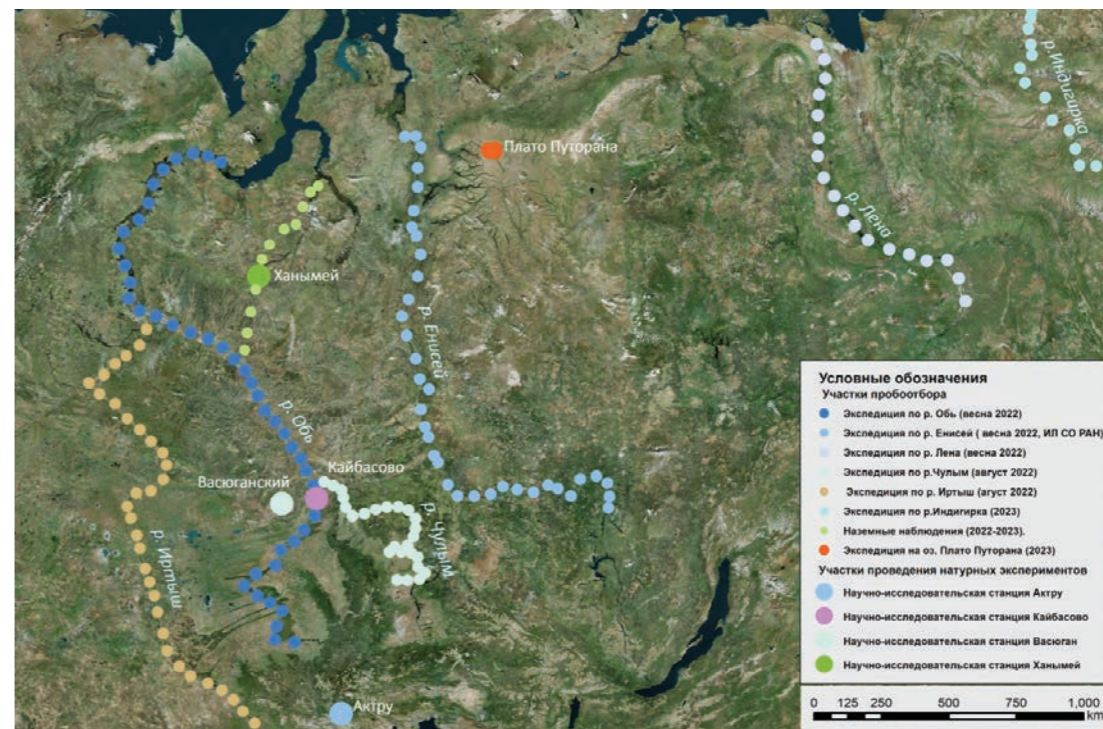 р. Индигирка
Плато Путорана
р. Лена
Ханымей
р. Енисей
р. Обь
Кайбасово
Васюганский
р. Чулым
р. Иртыш
Актру
Условные обозначения
Участки пробоотбора
Экспедиция по р. Обь (весна 2022)
Экспедиция по р. Енисей ( весна 2022, ИЛ СО РАН)
Экспедиция по р.Лена (весна 2022)
Экспедиция по р.Чулым (август 2022)
Экспедиция по р. Иртыш (агуст 2022)
Экспедиция по р.Индигирка (2023)
Наземные наблюдения (2022-2023).
Экспедиция на оз. Плато Путорана (2023)
Участки проведения натурных экспериментов
Научно-исследовательская станция Актру
Научно-исследовательская станция Кайбасово
Научно-исследовательская станция Васюган
Научно-исследовательская станция Ханымей
0 125 250 500 750 1,000
km